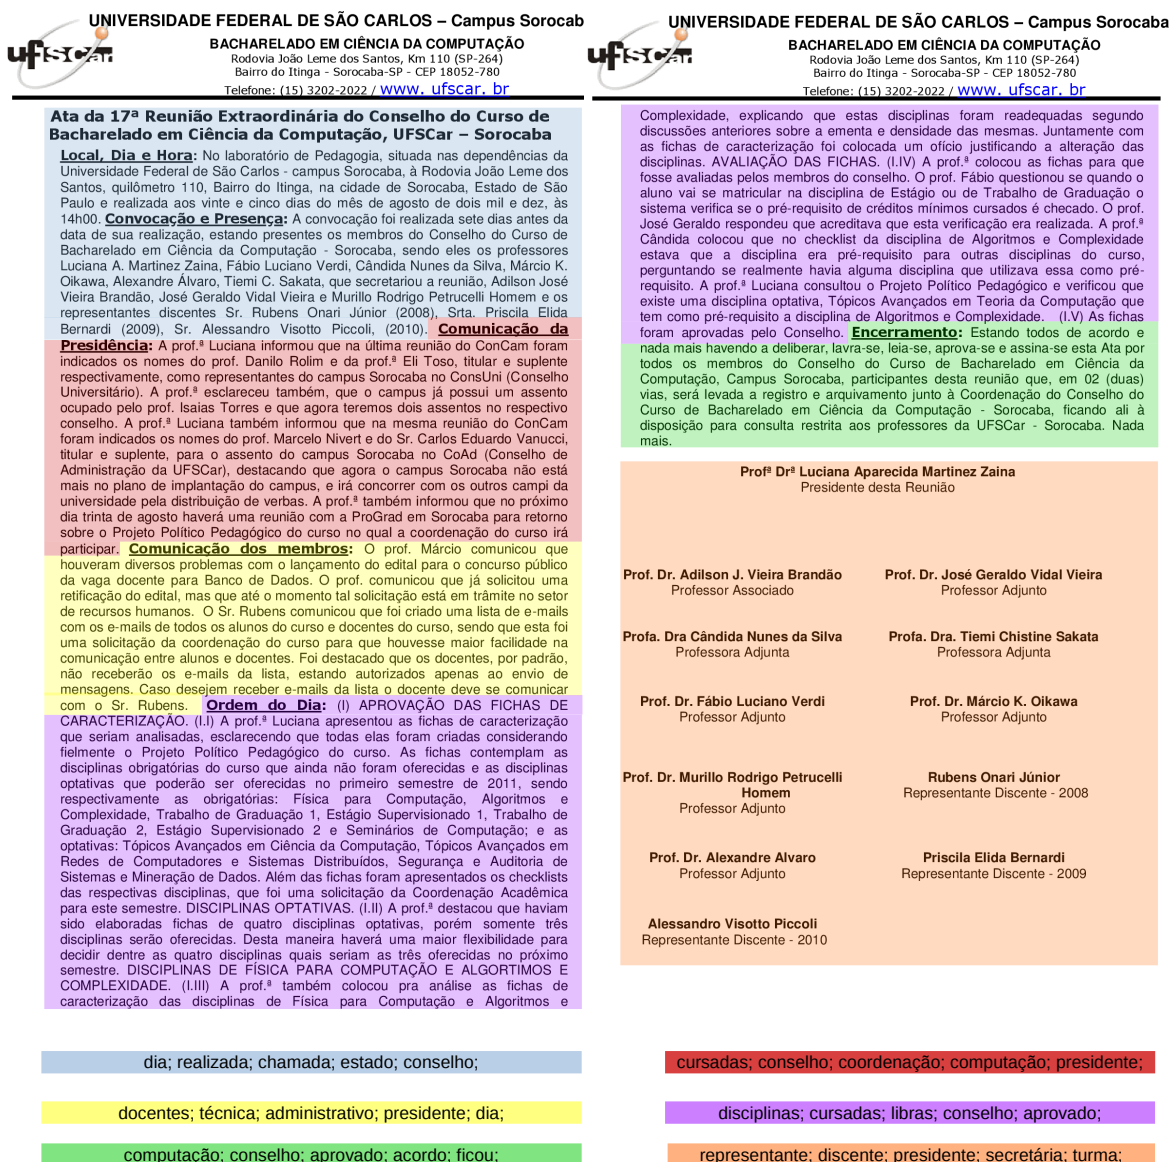 UNIVERSIDADE FEDERAL DE SÃO CARLOS – Campus Sorocab
ufscar
BACHARELADO EM CIÊNCIA DA COMPUTAÇÃO
Rodovia João Leme dos Santos, Km 110 (SP-264)
Bairro do Itinga - Sorocaba-SP - CEP 18052-780
Telefone: (15) 3202-2022 / www. ufscar. br
Ata da 17ª Reunião Extraordinária do Conselho do Curso de
Bacharelado em Ciência da Computação, UFSCar – Sorocaba
Local, Dia e Hora: No laboratório de Pedagogia, situada nas dependências da
Universidade Federal de São Carlos - campus Sorocaba, à Rodovia João Leme dos
Santos, quilômetro 110, Bairro do Itinga, na cidade de Sorocaba, Estado de São
Paulo e realizada aos vinte e cinco dias do mês de agosto de dois mil e dez, às
14h00. Convocação e Presença: A convocação foi realizada sete dias antes da
data de sua realização, estando presentes os membros do Conselho do Curso de
Bacharelado em Ciência da Computação - Sorocaba, sendo eles os professores
Luciana A. Martinez Zaina, Fábio Luciano Verdi, Cândida Nunes da Silva, Márcio K.
Oikawa, Alexandre Álvaro, Tiemi C. Sakata, que secretariou a reunião, Adilson José
Vieira Brandão, José Geraldo Vidal Vieira e Murillo Rodrigo Petrucelli Homem e os
representantes discentes Sr. Rubens Onari Júnior (2008), Srta. Priscila Elida
Bernardi (2009), Sr. Alessandro Visotto Piccoli, (2010). Comunicação da
Presidência: A prof.ª Luciana informou que na última reunião do ConCam foram
indicados os nomes do prof. Danilo Rolim e da prof.ª Eli Toso, titular e suplente
respectivamente, como representantes do campus Sorocaba no ConsUni (Conselho
Universitário). A prof.ª esclareceu também, que o campus já possui um assento
ocupado pelo prof. Isaias Torres e que agora teremos dois assentos no respectivo
conselho. A prof.ª Luciana também informou que na mesma reunião do ConCam
foram indicados os nomes do prof. Marcelo Nivert e do Sr. Carlos Eduardo Vanucci,
titular e suplente, para o assento do campus Sorocaba no CoAd (Conselho de
Administração da UFSCar), destacando que agora o campus Sorocaba não está
mais no plano de implantação do campus, e irá concorrer com os outros campi da
universidade pela distribuição de verbas. A prof.ª também informou que no próximo
dia trinta de agosto haverá uma reunião com a ProGrad em Sorocaba para retorno
sobre o Projeto Político Pedagógico do curso no qual a coordenação do curso irá
participar. Comunicação dos membros: O prof. Márcio comunicou que
houveram diversos problemas com o lançamento do edital para o concurso público
da vaga docente para Banco de Dados. O prof. comunicou que já solicitou uma
retificação do edital, mas que até o momento tal solicitação está em trâmite no setor
de recursos humanos. O Sr. Rubens comunicou que foi criado uma lista de e-mails
com os e-mails de todos os alunos do curso e docentes do curso, sendo que esta foi
uma solicitação da coordenação do curso para que houvesse maior facilidade na
comunicação entre alunos e docentes. Foi destacado que os docentes, por padrão,
não receberão os e-mails da lista, estando autorizados apenas ao envio de
mensagens. Caso desejem receber e-mails da lista o docente deve se comunicar
com o Sr. Rubens. Ordem do Dia: (I) APROVAÇÃO DAS FICHAS DE
CARACTERIZAÇÃO. (I.I) A prof.ª Luciana apresentou as fichas de caracterização
que seriam analisadas, esclarecendo que todas elas foram criadas considerando
fielmente o Projeto Político Pedagógico do curso. As fichas contemplam as
disciplinas obrigatórias do curso que ainda não foram oferecidas e as disciplinas
optativas que poderão ser oferecidas no primeiro semestre de 2011, sendo
respectivamente as obrigatórias: Física para Computação, Algoritmos e
Complexidade, Trabalho de Graduação 1, Estágio Supervisionado 1, Trabalho de
Graduação 2, Estágio Supervisionado 2 e Seminários de Computação; e as
optativas: Tópicos Avançados em Ciência da Computação, Tópicos Avançados em
Redes de Computadores e Sistemas Distribuídos, Segurança e Auditoria de
Sistemas e Mineração de Dados. Além das fichas foram apresentados os checklists
das respectivas disciplinas, que foi uma solicitação da Coordenação Acadêmica
para este semestre. DISCIPLINAS OPTATIVAS. (I.II) A prof.ª destacou que haviam
sido elaboradas fichas de quatro disciplinas optativas, porém somente três
disciplinas serão oferecidas. Desta maneira haverá uma maior flexibilidade para
decidir dentre as quatro disciplinas quais seriam as três oferecidas no próximo
semestre. DISCIPLINAS DE FÍSICA PARA COMPUTAÇÃO E ALGORTIMOS E
COMPLEXIDADE. (I.III) A prof.ª também colocou pra análise as fichas de
caracterização das disciplinas de Física para Computação e Algoritmos e
UNIVERSIDADE FEDERAL DE SÃO CARLOS – Campus Sorocaba
ufscar
BACHARELADO EM CIÊNCIA DA COMPUTAÇÃO
Rodovia João Leme dos Santos, Km 110 (SP-264)
Bairro do Itinga - Sorocaba-SP - CEP 18052-780
Telefone: (15) 3202-2022 / www. ufscar. br
Complexidade, explicando que estas disciplinas foram readequadas segundo
discussões anteriores sobre a ementa e densidade das mesmas. Juntamente com
as fichas de caracterização foi colocada um ofício justificando a alteração das
disciplinas. AVALIAÇÃO DAS FICHAS. (I.IV) A prof.ª colocou as fichas para que
fosse avaliadas pelos membros do conselho. O prof. Fábio questionou se quando o
aluno vai se matricular na disciplina de Estágio ou de Trabalho de Graduação o
sistema verifica se o pré-requisito de créditos mínimos cursados é checado. O prof.
José Geraldo respondeu que acreditava que esta verificação era realizada. A prof.ª
Cândida colocou que no checklist da disciplina de Algoritmos e Complexidade
estava que a disciplina era pré-requisito para outras disciplinas do curso,
perguntando se realmente havia alguma disciplina que utilizava essa como pré-
requisito. A prof.ª Luciana consultou o Projeto Político Pedagógico e verificou que
existe uma disciplina optativa, Tópicos Avançados em Teoria da Computação que
tem como pré-requisito a disciplina de Algoritmos e Complexidade. (I.V) As fichas
foram aprovadas pelo Conselho. Encerramento: Estando todos de acordo e
nada mais havendo a deliberar, lavra-se, leia-se, aprova-se e assina-se esta Ata por
todos os membros do Conselho do Curso de Bacharelado em Ciência da
Computação, Campus Sorocaba, participantes desta reunião que, em 02 (duas)
vias, será levada a registro e arquivamento junto à Coordenação do Conselho do
Curso de Bacharelado em Ciência da Computação - Sorocaba, ficando ali à
disposição para consulta restrita aos professores da UFSCar - Sorocaba. Nada
mais.
Profª Drª Luciana Aparecida Martinez Zaina
Presidente desta Reunião
Prof. Dr. Adilson J. Vieira Brandão Prof. Dr. José Geraldo Vidal Vieira
Professor Associado Professor Adjunto
Profa. Dra Cândida Nunes da Silva Profa. Dra. Tiemi Chistine Sakata
Professora Adjunta Professora Adjunta
Prof. Dr. Fábio Luciano Verdi Prof. Dr. Márcio K. Oikawa
Professor Adjunto Professor Adjunto
Prof. Dr. Murillo Rodrigo Petrucelli Rubens Onari Júnior
Homem Representante Discente - 2008
Professor Adjunto
Prof. Dr. Alexandre Alvaro Priscila Elida Bernardi
Professor Adjunto Representante Discente - 2009
Alessandro Visotto Piccoli
Representante Discente - 2010
dia; realizada; chamada; estado; conselho;
cursadas; conselho; coordenação; computação; presidente;
docentes; técnica; administrativo; presidente; dia;
disciplinas; cursadas; libras; conselho; aprovado;
computação; conselho; aprovado; acordo; ficou;
representante; discente; presidente; secretária; turma;